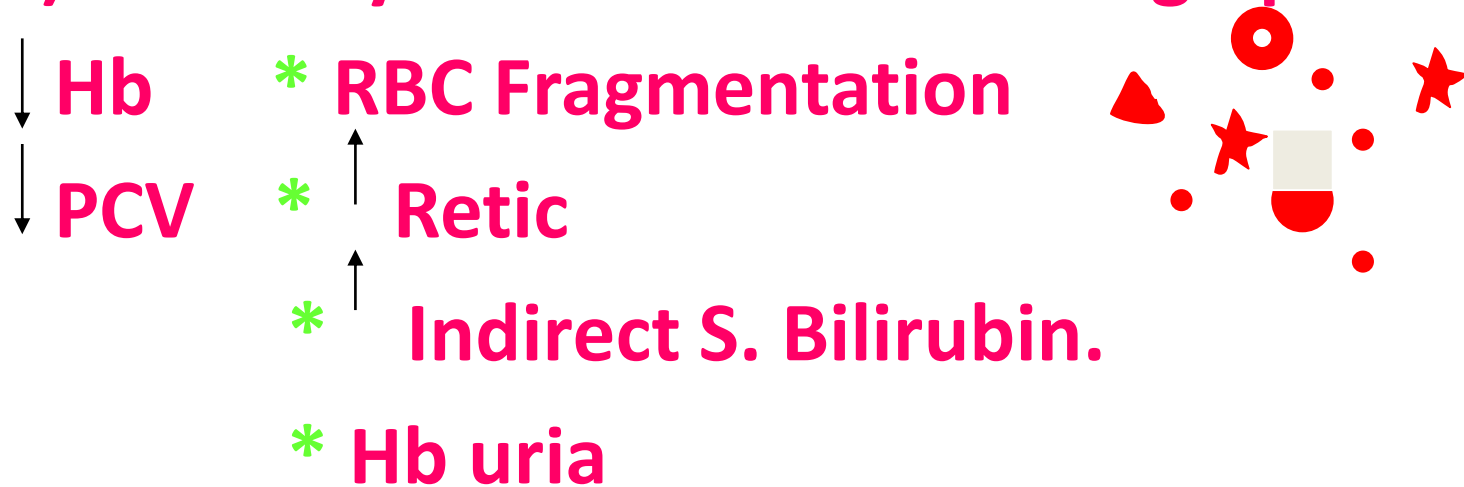 ↓ Hb * RBC Fragmentation
↓ PCV * ↑ Retic
* ↑ Indirect S. Bilirubin.
* Hb uria